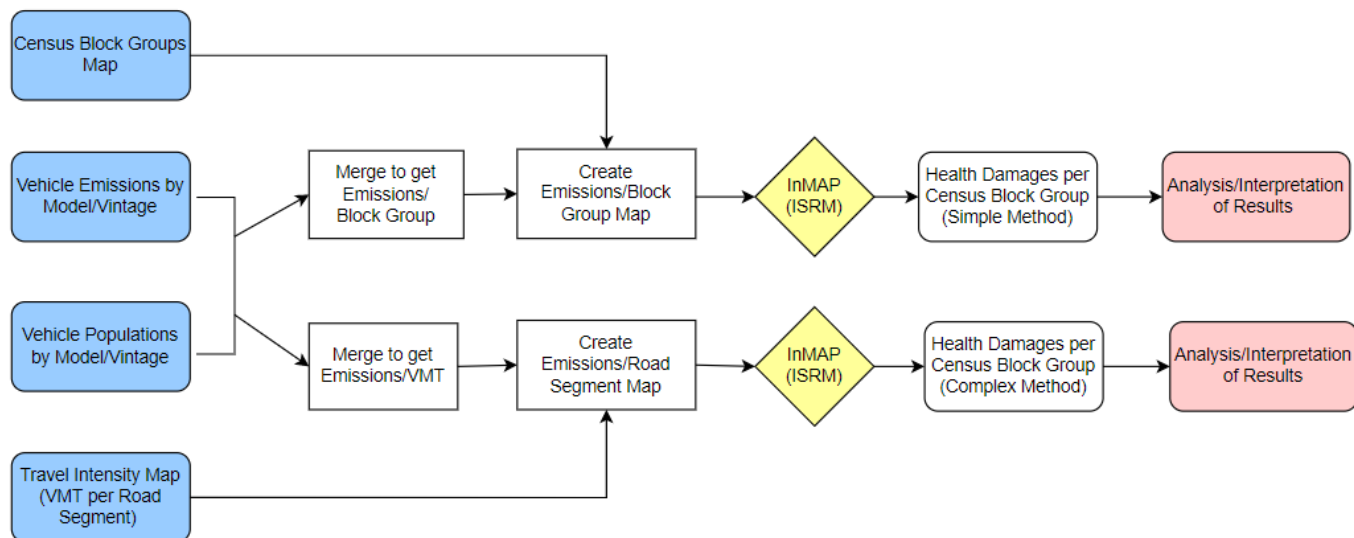 Census Block Groups
Map
Vehicle Emissions by
Model/Vintage
Merge to get
Emissions/
Block Group
Create
Emissions/Block
Group Map
InMAP
(ISRM)
Health Damages per
Census Block Group
(Simple Method)
Analysis/Interpretation
of Results
Vehicle Populations
by Model/Vintage
Merge to get
Emissions/VMT
Create
Emissions/Road
Segment Map
InMAP
(ISRM)
Health Damages per
Census Block Group
(Complex Method)
Analysis/Interpretation
of Results
Travel Intensity Map
(VMT per Road
Segment)